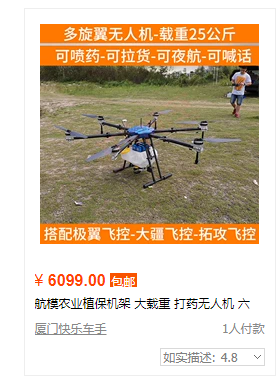 多旋翼无人机-载重25公斤
可喷药-可拉货-可夜航-可喊话
搭配极翼飞控-大疆飞控-拓攻飞控
¥ 6099.00 包邮
航模农业植保机架 大载重 打药无人机 六
厦门快乐车手 1人付款
如实描述: 4.8